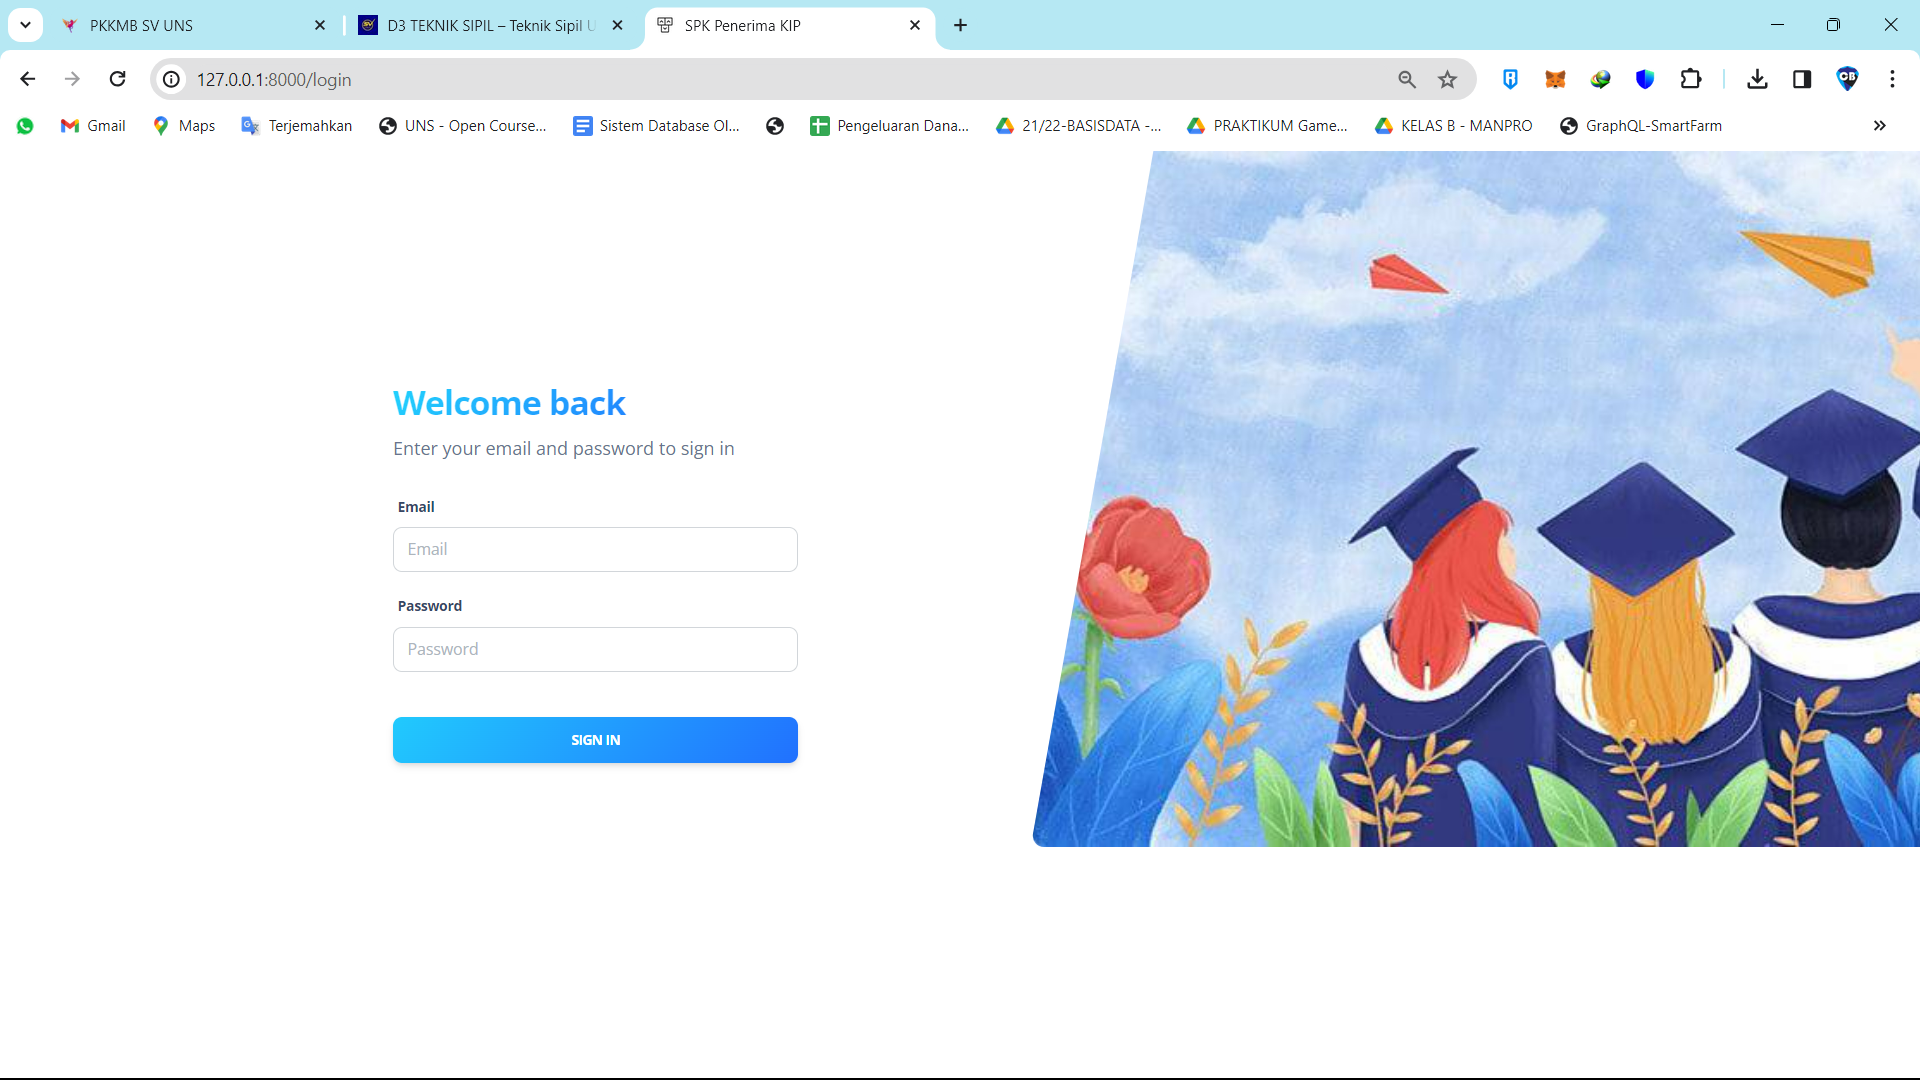 PKKMB SV UNS
D3 TEKNIK SIPIL – Teknik Sipil U
SPK Penerima KIP
127.0.0.1:8000/login
CB
Gmail
Maps
Terjemahkan
UNS - Open Course...
Sistem Database Ol...
Pengeluaran Dana...
21/22-BASISDATA -...
PRAKTIKUM Game...
KELAS B - MANPRO
GraphQL-SmartFarm
Welcome back
Enter your email and password to sign in
Email
Email
Password
Password
SIGN IN